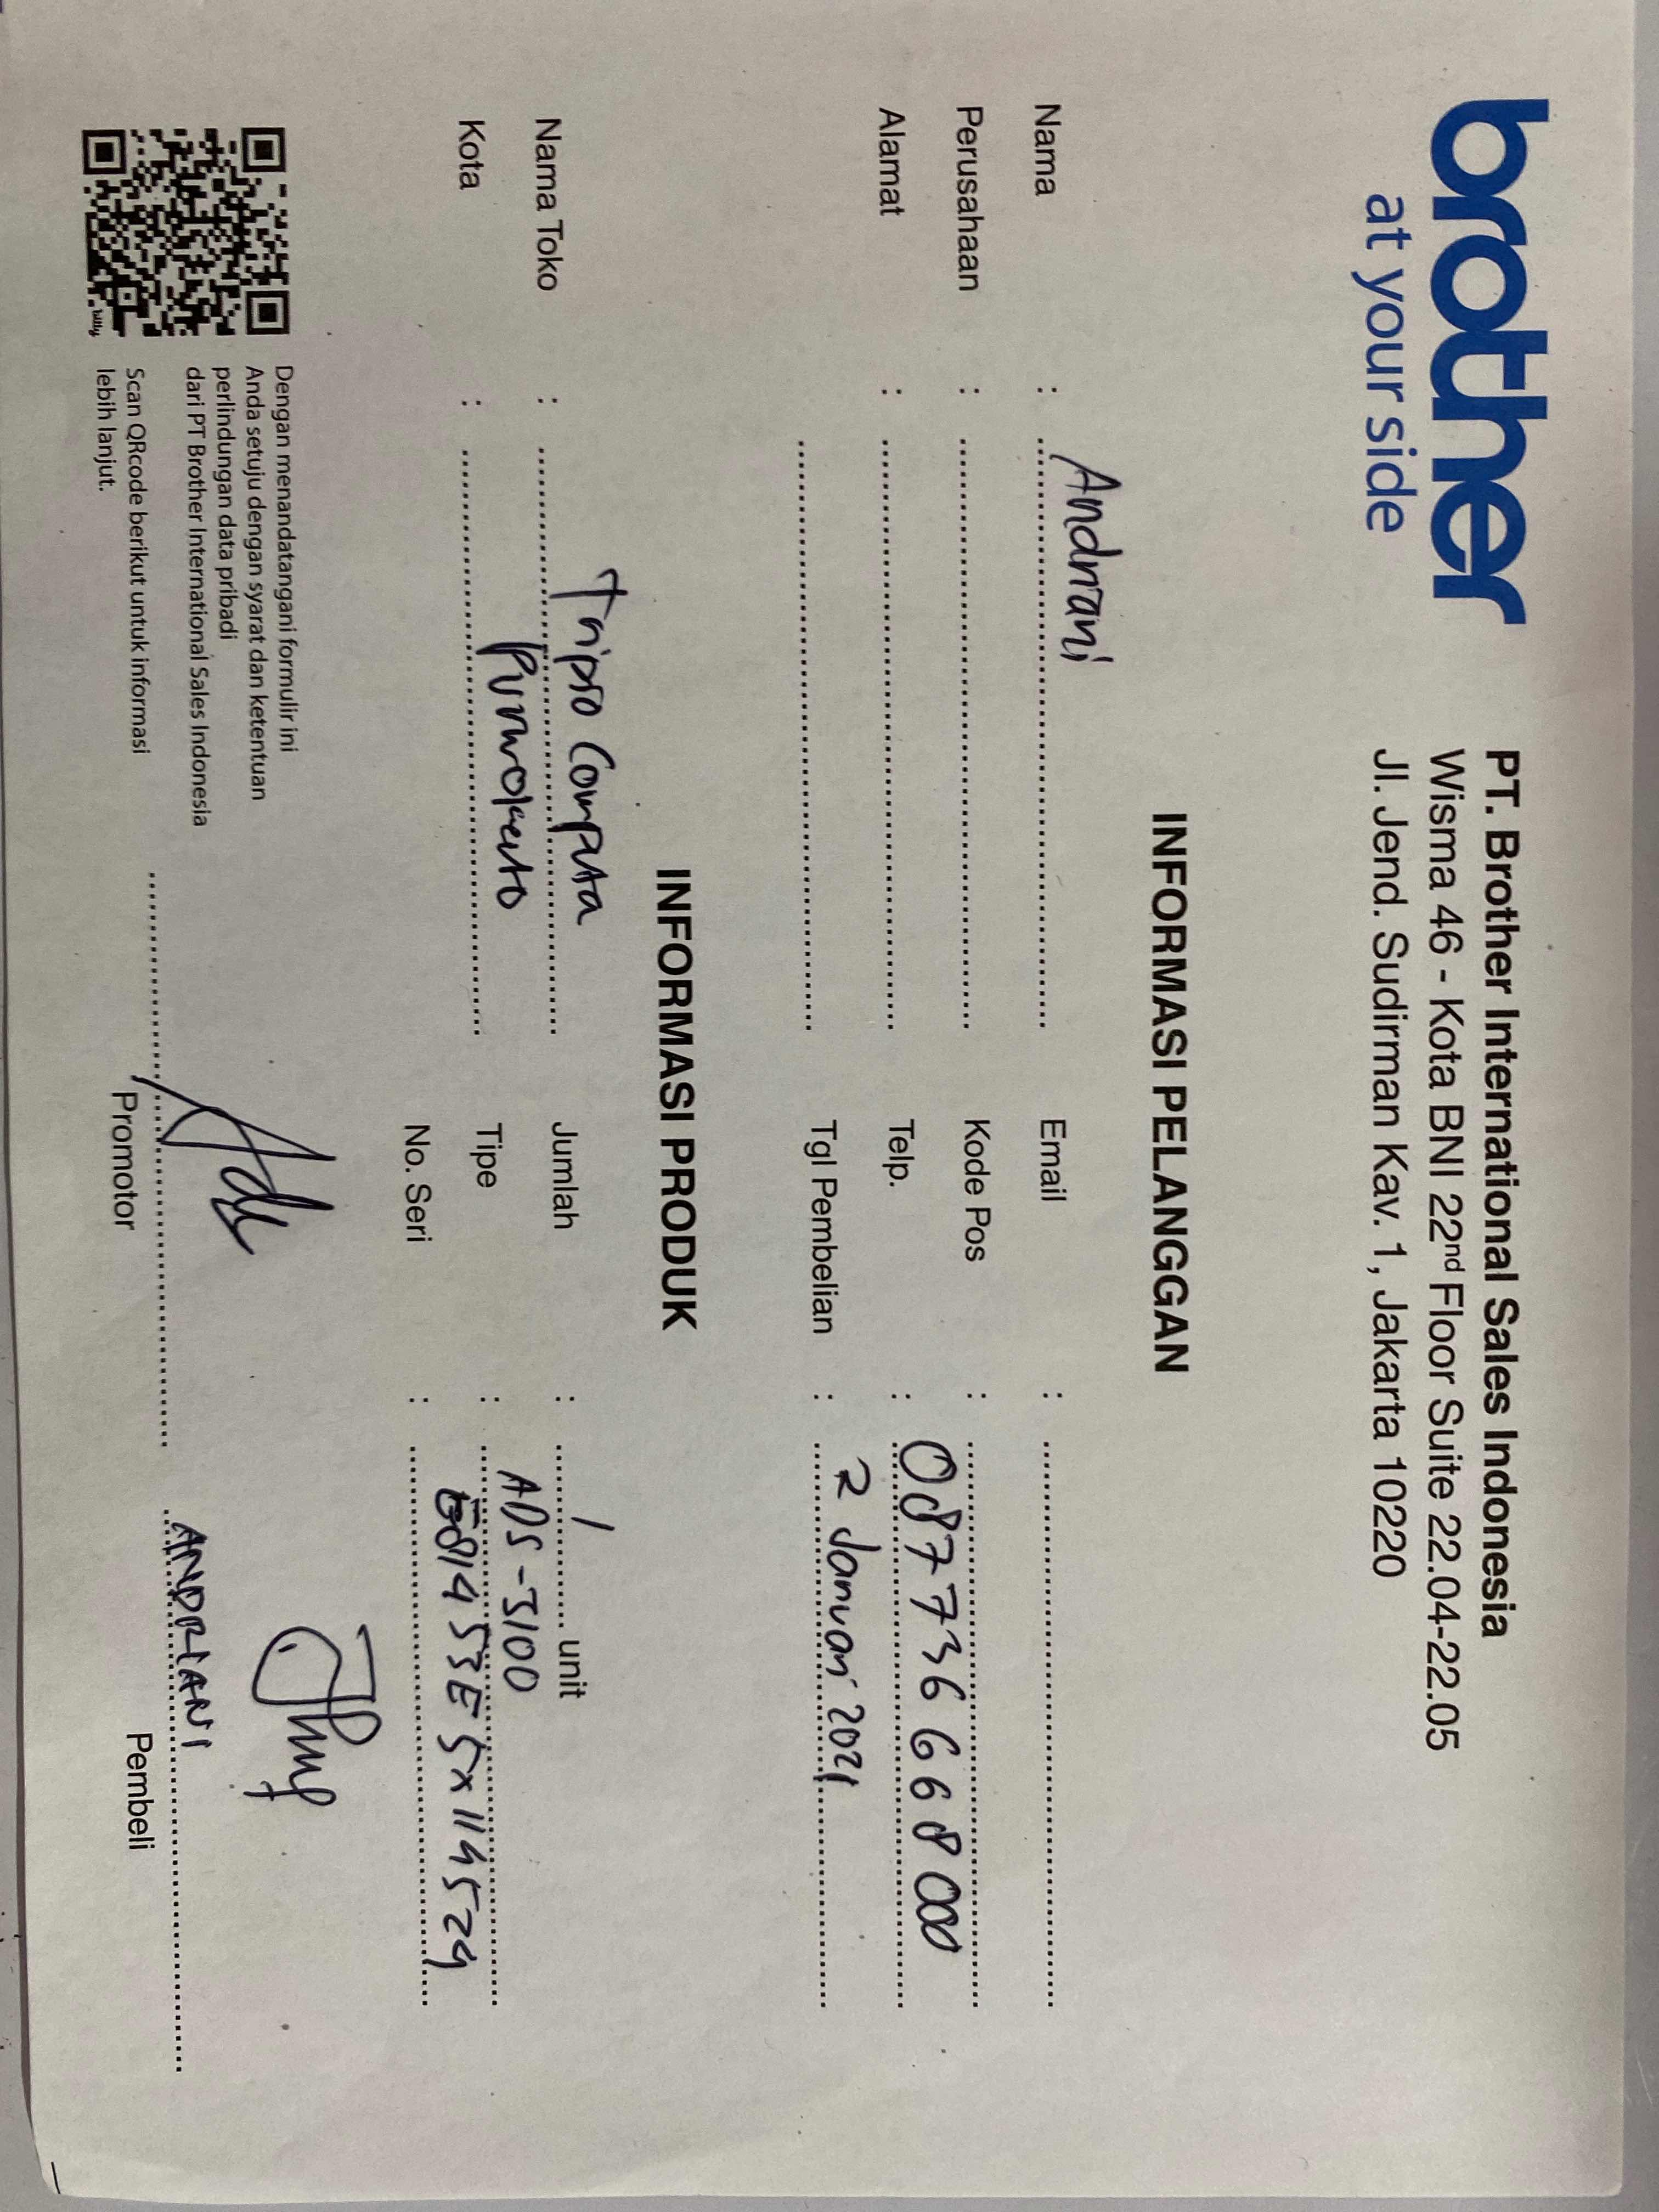 brother
at your side
PT. Brother International Sales Indonesia
Wisma 46 - Kota BNI 22nd Floor Suite 22.04-22.05
Jl. Jend. Sudirman Kav. 1, Jakarta 10220
INFORMASI PELANGGAN
Nama : Andriani Email :
Perusahaan : Kode Pos :
Alamat : Telp. : 087736668000
Tgl Pembelian : 2 Januari 2021
INFORMASI PRODUK
Nama Toko : Tripro Computa Jumlah : 1 unit
Kota : Purwokerto Tipe : ADS-3100
No. Seri :
Dengan menandatangani formulir ini
Anda setuju dengan syarat dan ketentuan
perlindungan data pribadi
dari PT Brother International Sales Indonesia
Scan QRcode berikut untuk informasi
lebih lanjut.
ANDRIANI
Promotor Pembeli